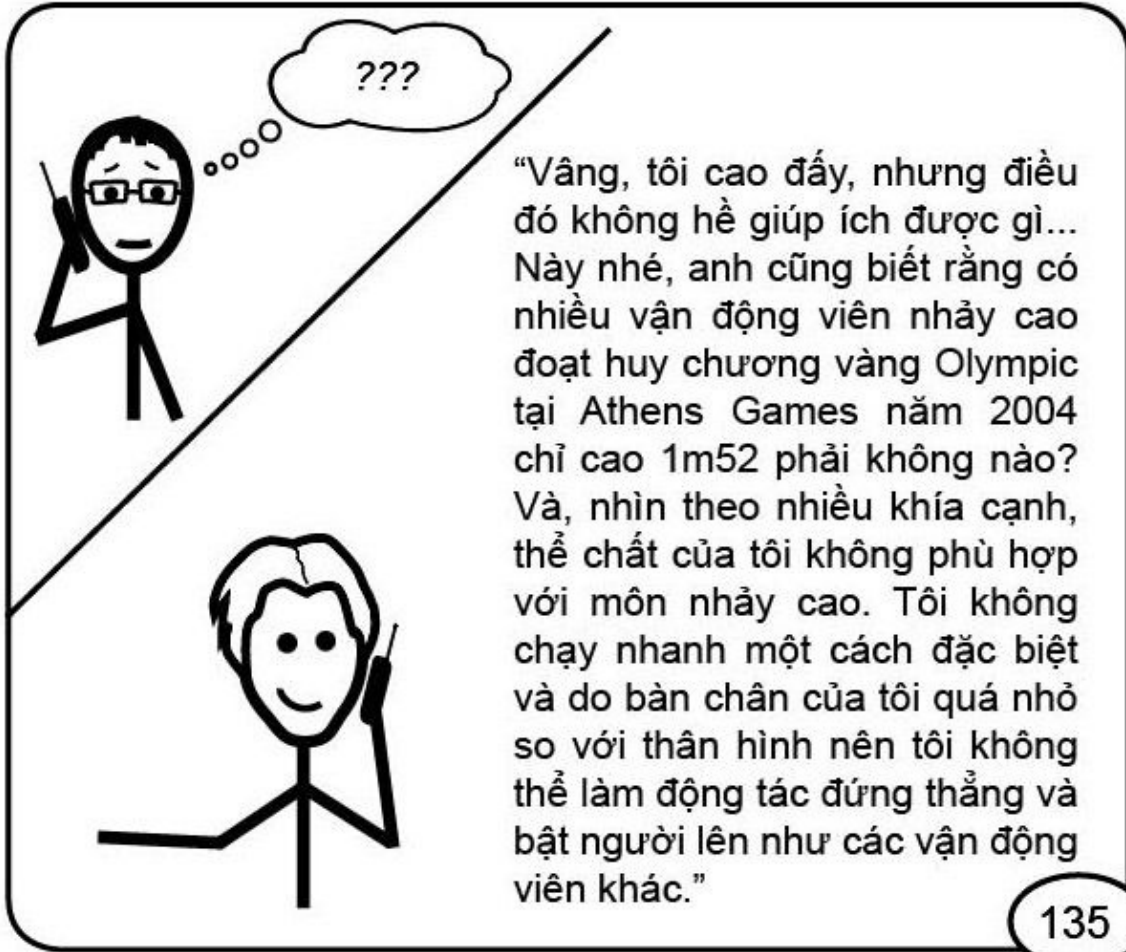 ???
“Vâng, tôi cao đấy, nhưng điều
đó không hề giúp ích được gì...
Này nhé, anh cũng biết rằng có
nhiều vận động viên nhảy cao
đoạt huy chương vàng Olympic
tại Athens Games năm 2004
chỉ cao 1m52 phải không nào?
Và, nhìn theo nhiều khía cạnh,
thể chất của tôi không phù hợp
với môn nhảy cao. Tôi không
chạy nhanh một cách đặc biệt
và do bàn chân của tôi quá nhỏ
so với thân hình nên tôi không
thể làm động tác đứng thẳng và
bật người lên như các vận động
viên khác.”
135